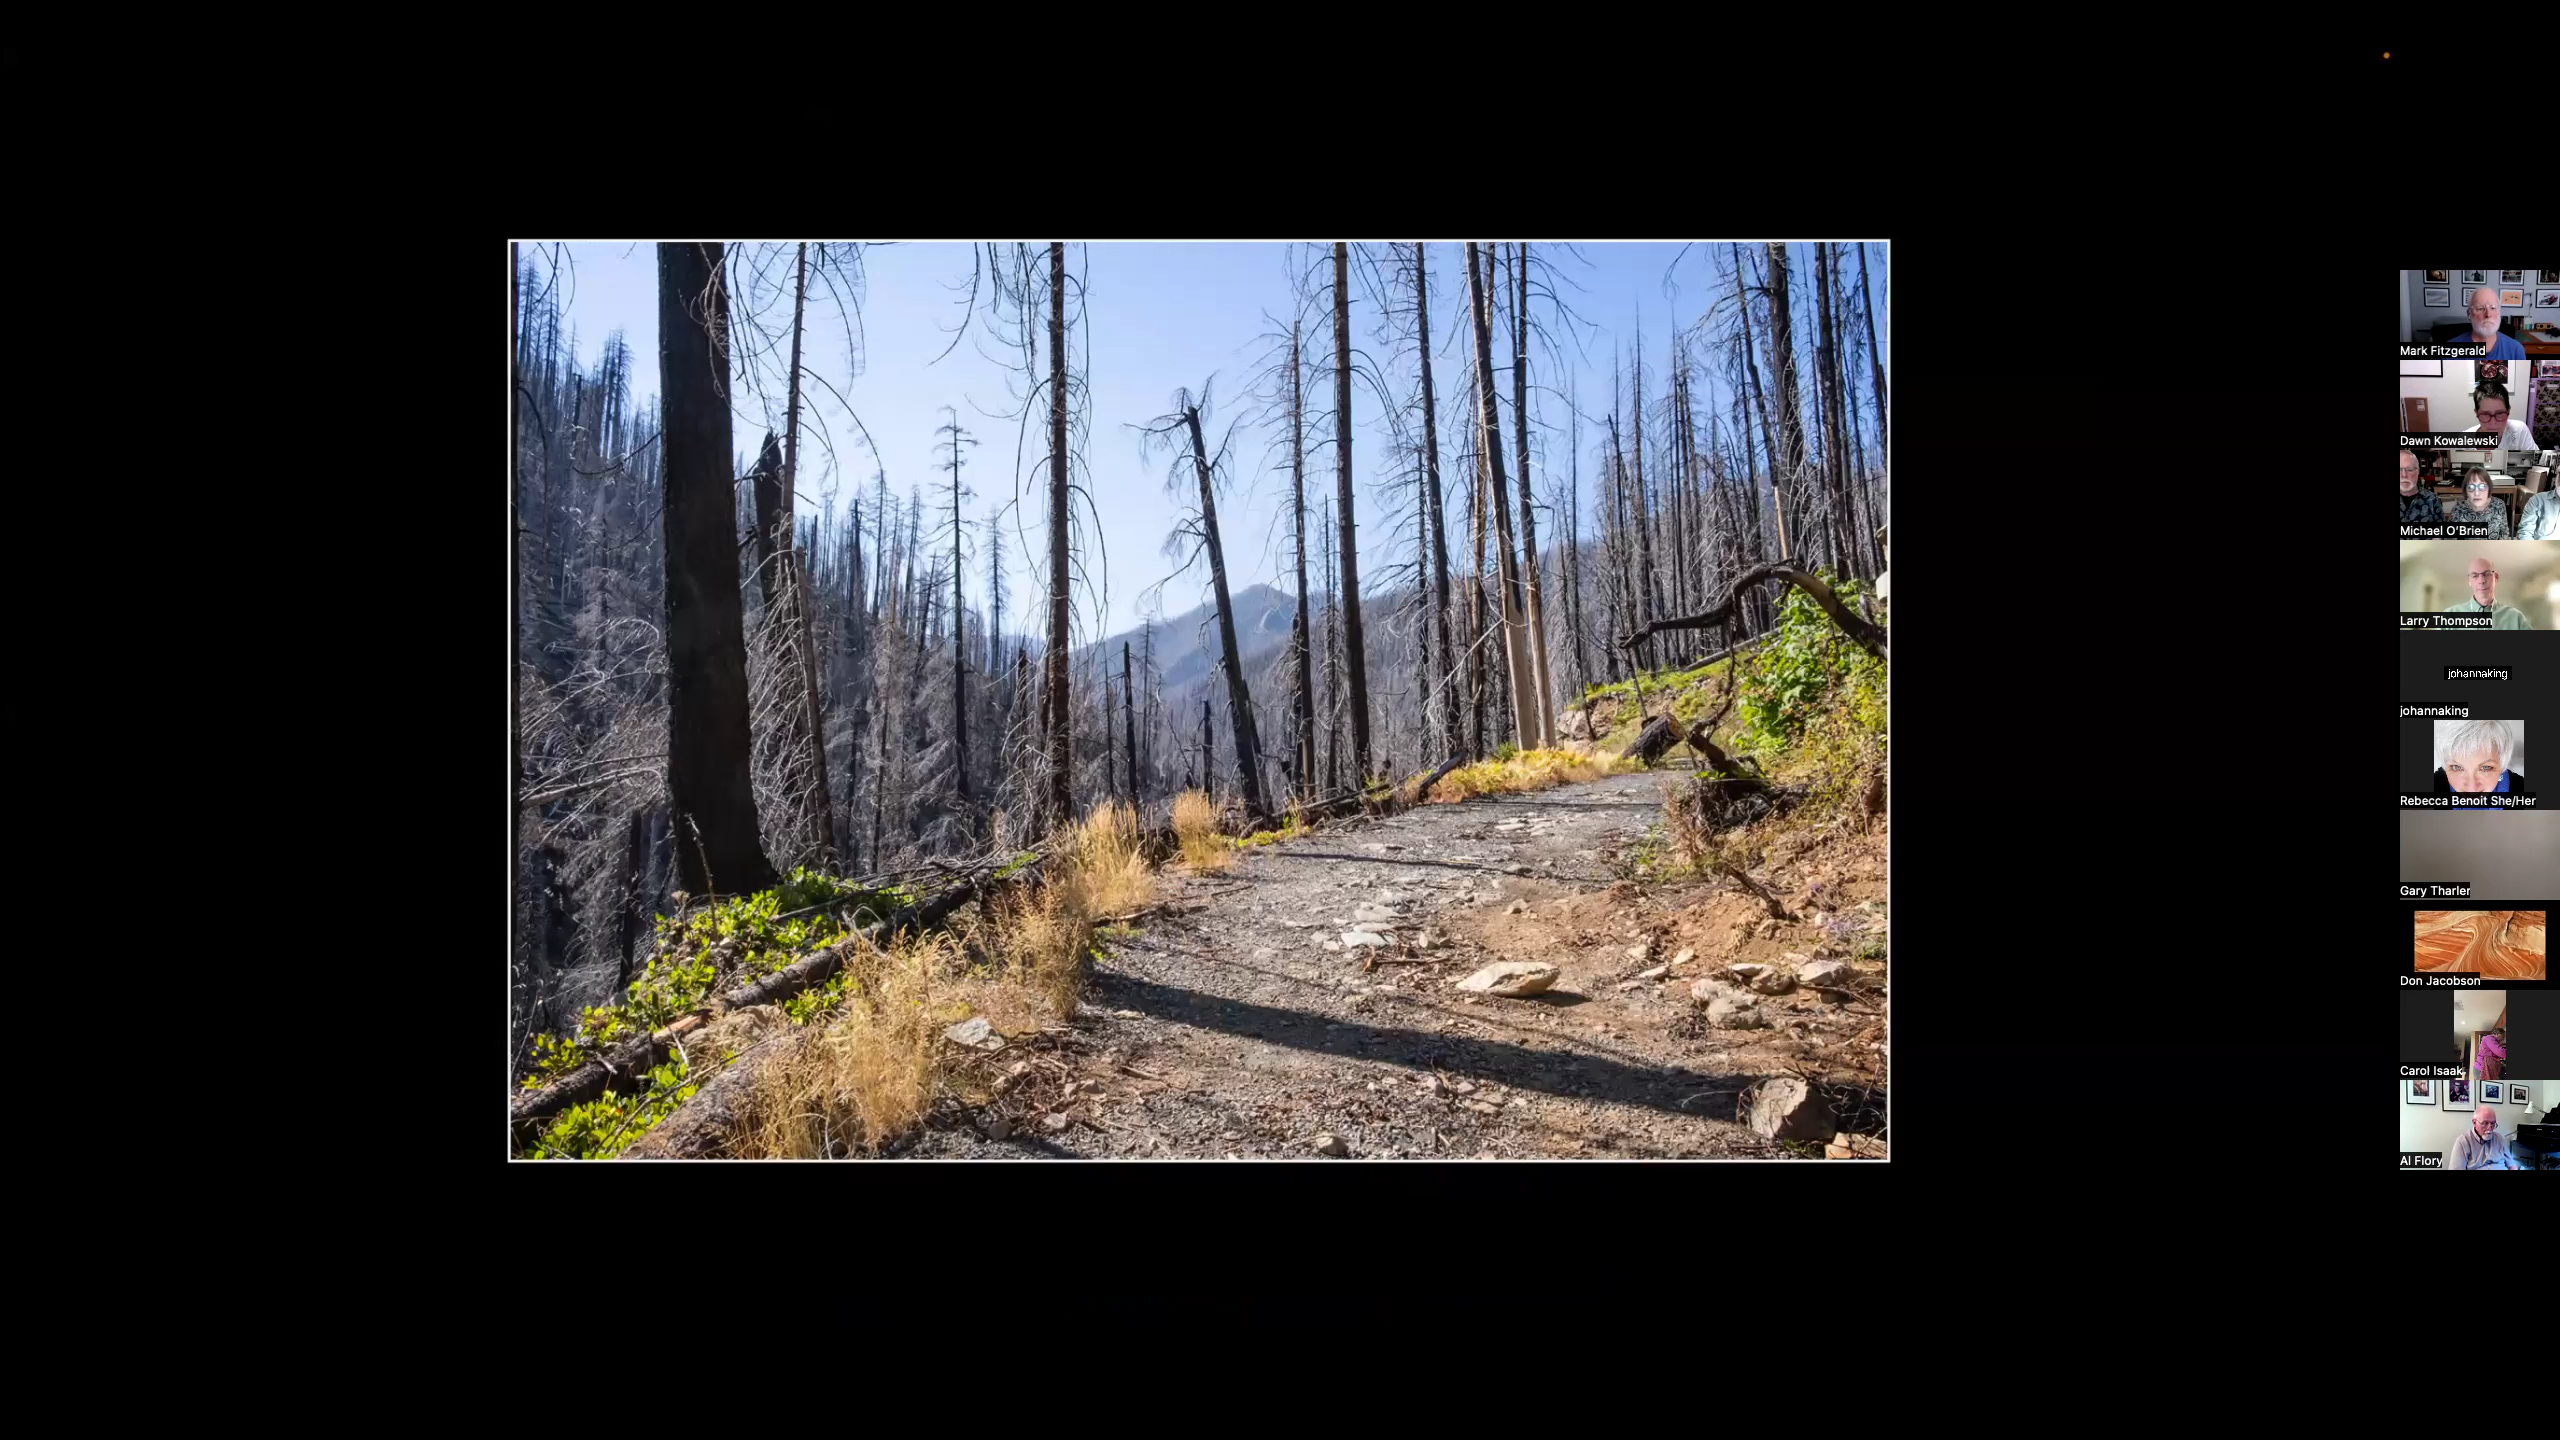 Mark Fitzgerald
Dawn Kowalewski
Michael O'Brien
Larry Thompson
johannaking
johannaking
Rebecca Benoit She/Her
Gary Tharler
Don Jacobson
Carol Isaak
Al Flory